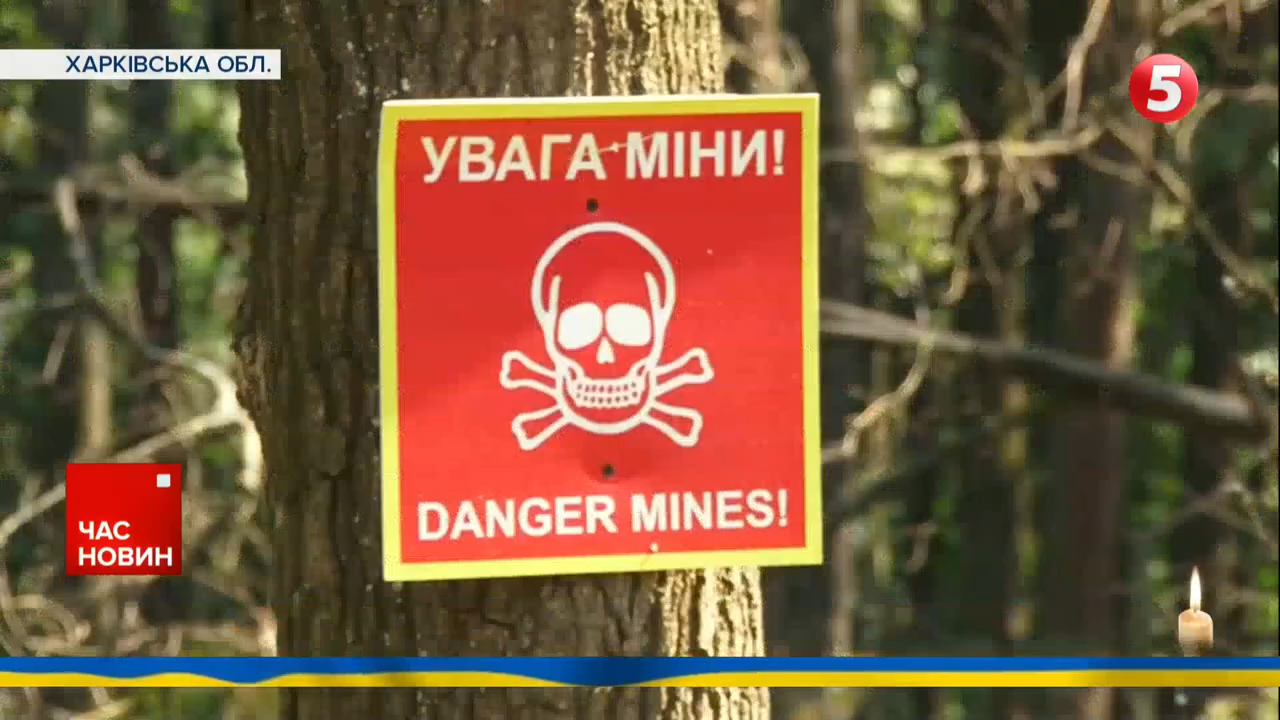 ХАРКІВСЬКА ОБЛ.
5
УВАГА МІНИ!
DANGER MINES!
ЧАС
НОВИН